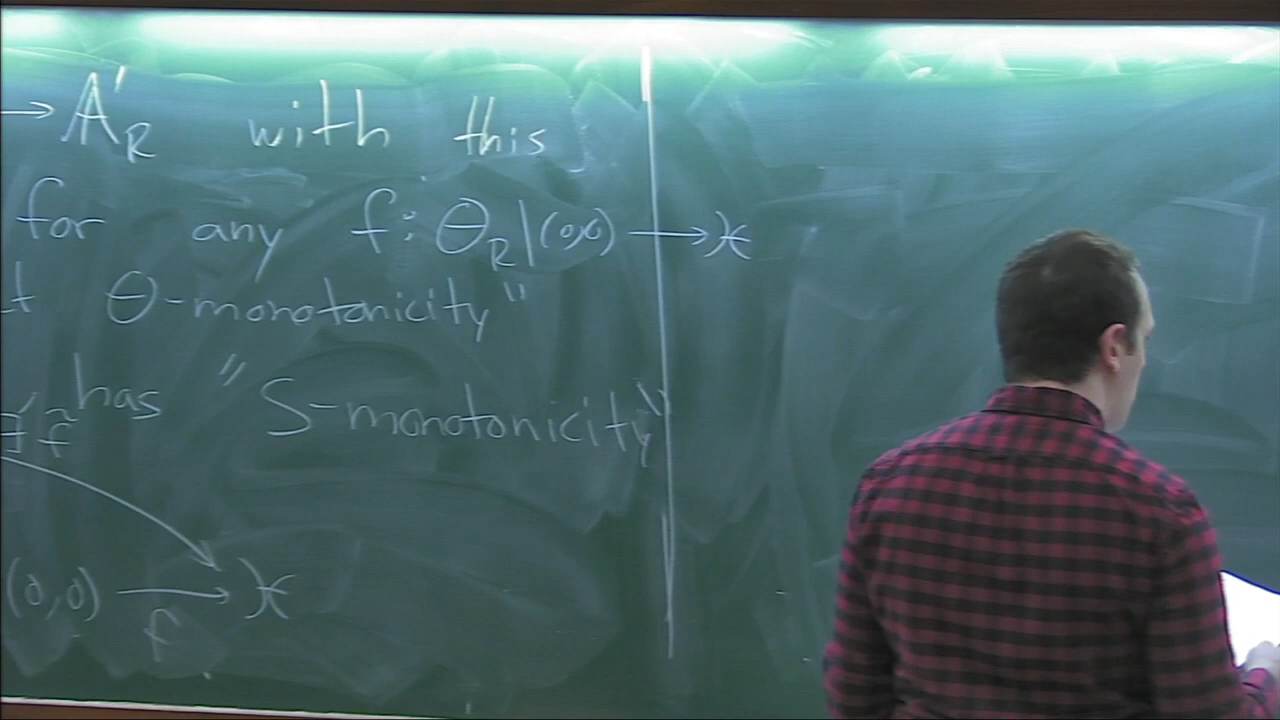 → A'_R with this
for any f: Θ_R|(0,0) → X
t Θ-monotonicity"
has "S-monotonicity"
∃ f̃
(0,0) → X
f